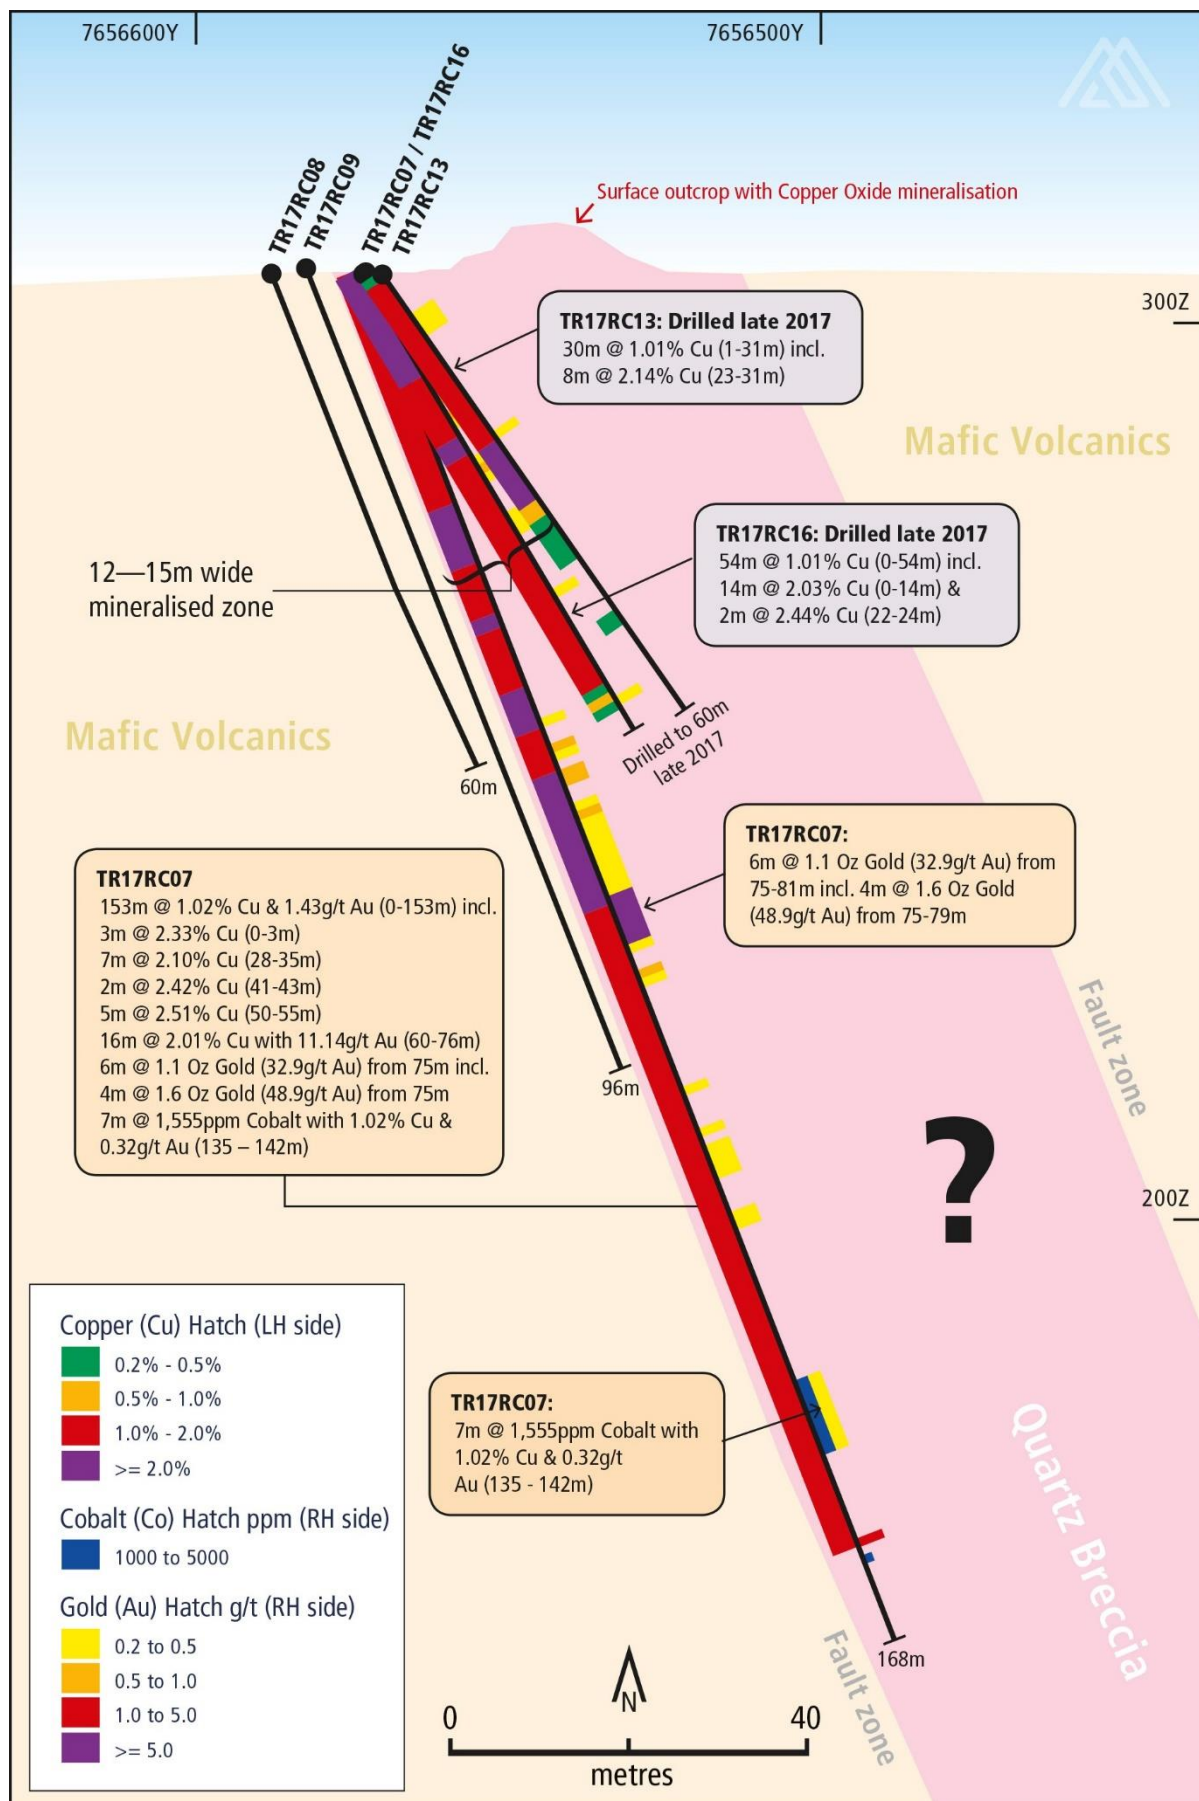 7656600Y
7656500Y
TR17RC08
TR17RC09
TR17RC07 / TR17RC16
TR17RC13
Surface outcrop with Copper Oxide mineralisation
300Z
TR17RC13: Drilled late 2017
30m @ 1.01% Cu (1-31m) incl.
8m @ 2.14% Cu (23-31m)
Mafic Volcanics
TR17RC16: Drilled late 2017
54m @ 1.01% Cu (0-54m) incl.
14m @ 2.03% Cu (0-14m) &
2m @ 2.44% Cu (22-24m)
12—15m wide
mineralised zone
Mafic Volcanics
Drilled to 60m
late 2017
60m
TR17RC07:
6m @ 1.1 Oz Gold (32.9g/t Au) from
75-81m incl. 4m @ 1.6 Oz Gold
(48.9g/t Au) from 75-79m
TR17RC07
153m @ 1.02% Cu & 1.43g/t Au (0-153m) incl.
3m @ 2.33% Cu (0-3m)
7m @ 2.10% Cu (28-35m)
2m @ 2.42% Cu (41-43m)
5m @ 2.51% Cu (50-55m)
16m @ 2.01% Cu with 11.14g/t Au (60-76m)
6m @ 1.1 Oz Gold (32.9g/t Au) from 75m incl.
4m @ 1.6 Oz Gold (48.9g/t Au) from 75m
7m @ 1,555ppm Cobalt with 1.02% Cu &
0.32g/t Au (135 – 142m)
96m
Fault zone
?
200Z
Copper (Cu) Hatch (LH side)
0.2% - 0.5%
0.5% - 1.0%
1.0% - 2.0%
>= 2.0%
Cobalt (Co) Hatch ppm (RH side)
1000 to 5000
Gold (Au) Hatch g/t (RH side)
0.2 to 0.5
0.5 to 1.0
1.0 to 5.0
>= 5.0
TR17RC07:
7m @ 1,555ppm Cobalt with
1.02% Cu & 0.32g/t
Au (135 - 142m)
Quartz Breccia
168m
Fault zone
N
0
40
metres